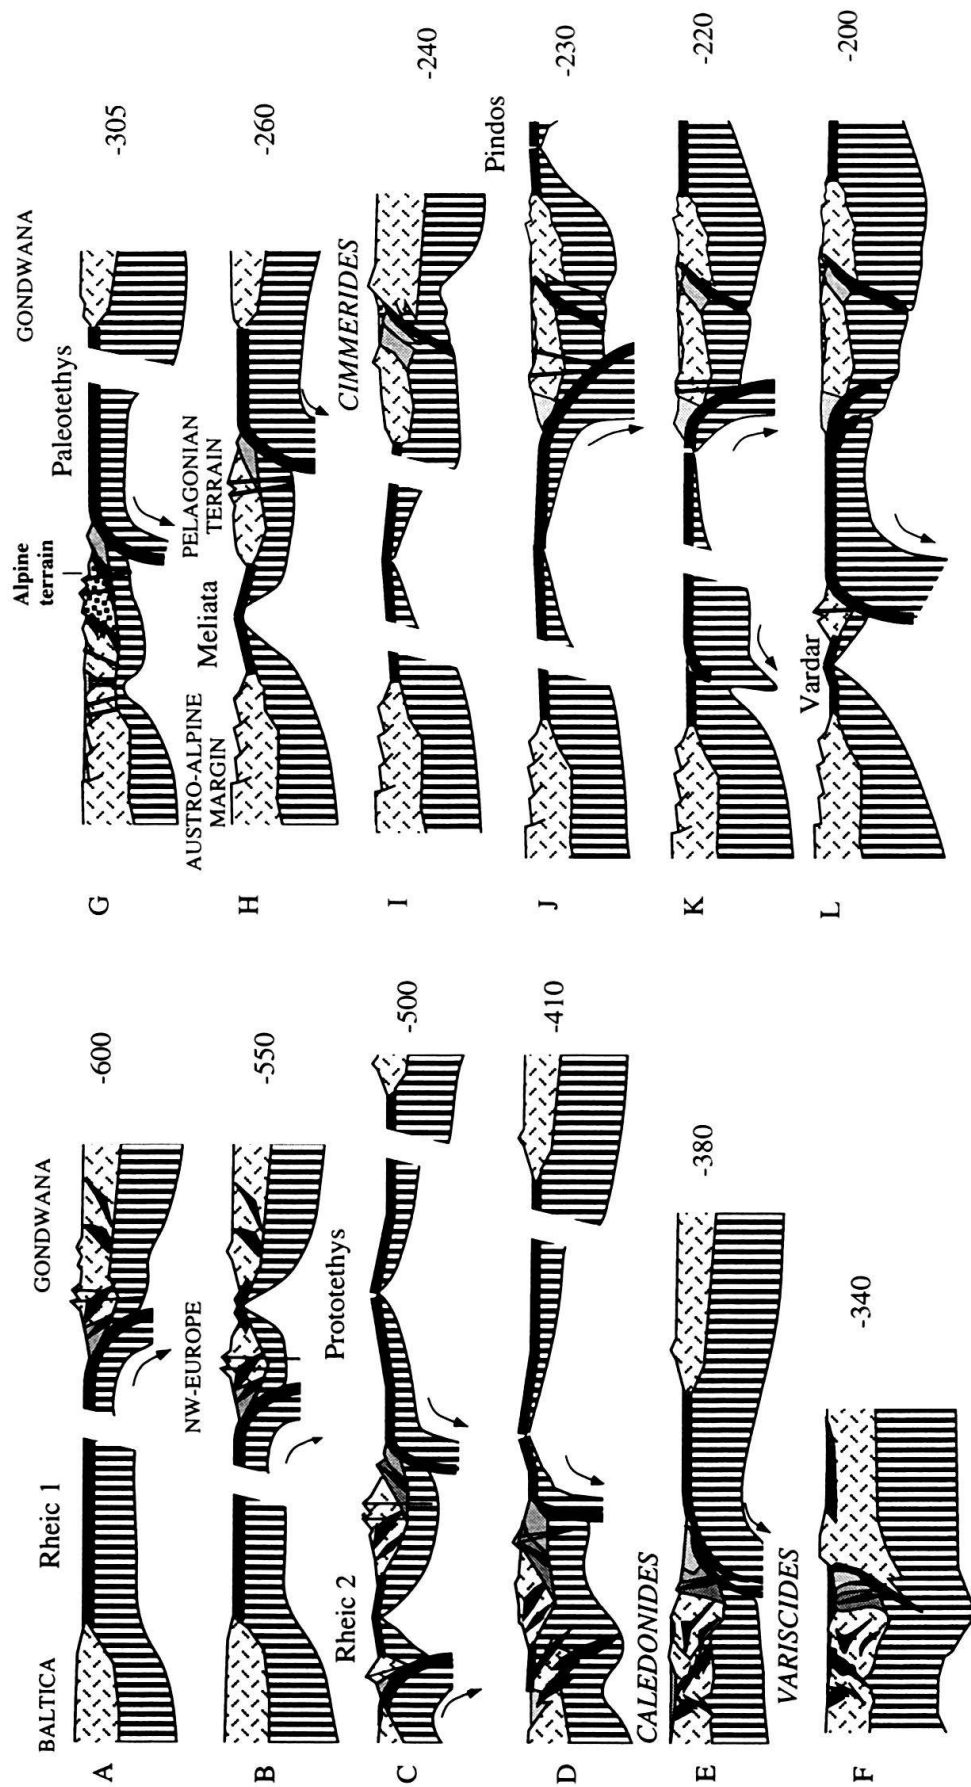 BALTICA
Rheic 1
GONDWANA
A
-600
NW-EUROPE
B
-550
Rheic 2
Prototethys
C
-500
D
-410
CALEDONIDES
E
-380
VARISCIDES
F
-340
Alpine
terrain
Paleotethys
GONDWANA
G
-305
AUSTRO-ALPINE
MARGIN
Meliata
PELAGONIAN
TERRAIN
H
-260
CIMMERIDES
I
-240
Pindos
J
-230
K
-220
Vardar
L
-200